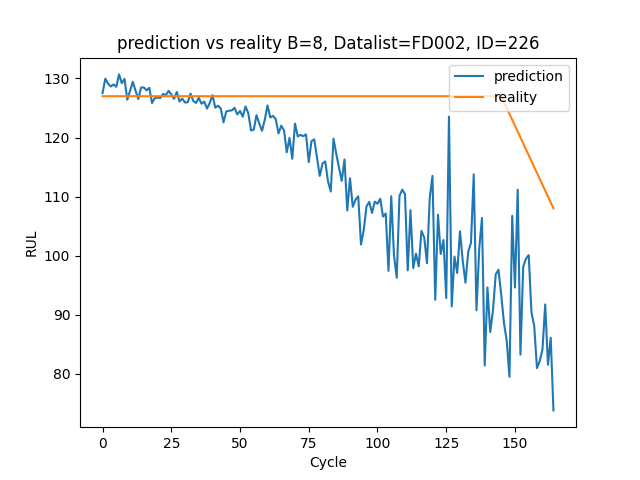 prediction vs reality B=8, Datalist=FD002, ID=226
prediction
reality
RUL
130
120
110
100
90
80
0 25 50 75 100 125 150
Cycle